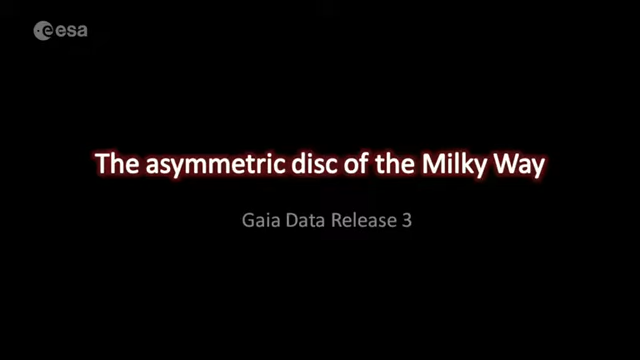 esa
The asymmetric disc of the Milky Way
Gaia Data Release 3